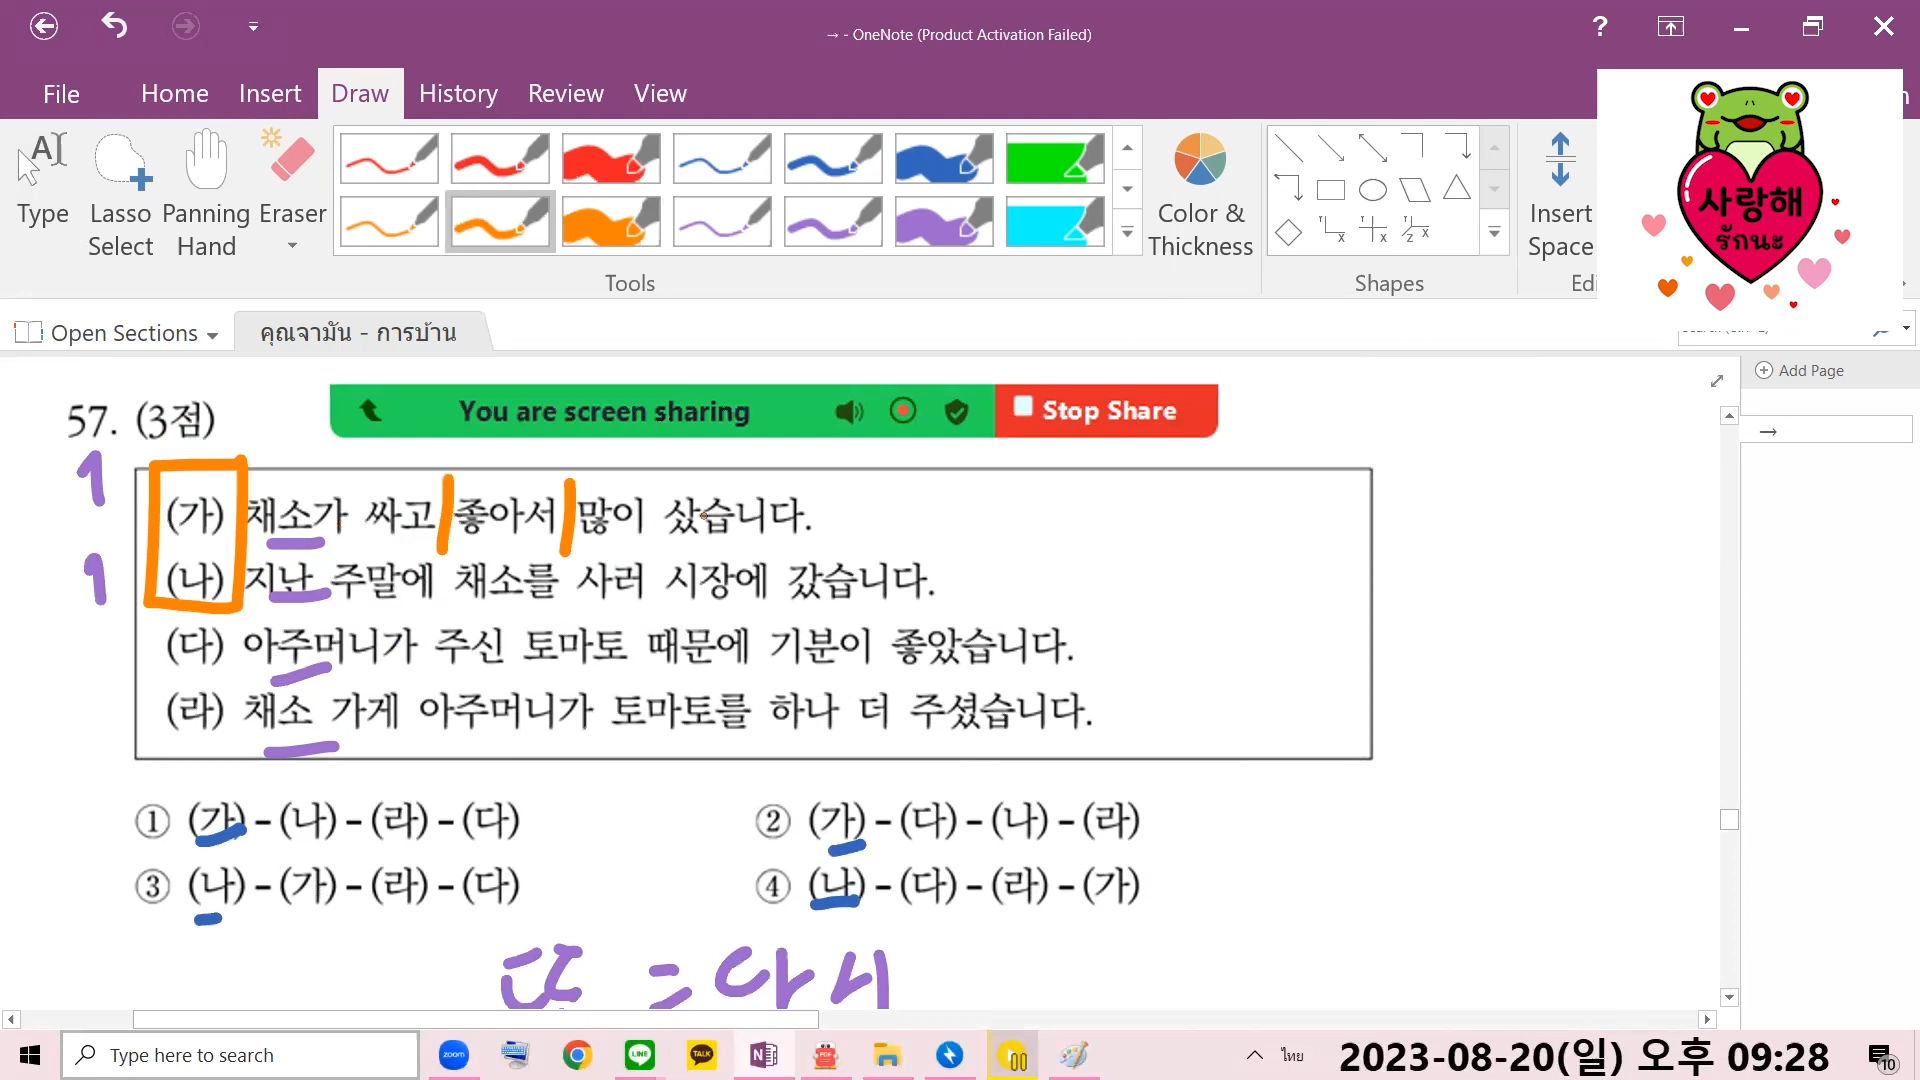 → - OneNote (Product Activation Failed)
File Home Insert Draw History Review View
사랑해
รักนะ
Type
Lasso Select
Panning Hand
Eraser
Color & Thickness
Insert Space
Tools
Shapes
Edi
Open Sections
คุณจามัน - การบ้าน
Add Page
→
You are screen sharing
Stop Share
57. (3점)
1
(가) 채소가 싸고 좋아서 많이 샀습니다.
1
(나) 지난 주말에 채소를 사러 시장에 갔습니다.
(다) 아주머니가 주신 토마토 때문에 기분이 좋았습니다.
(라) 채소 가게 아주머니가 토마토를 하나 더 주셨습니다.
① (가) - (나) - (라) - (다)
② (가) - (다) - (나) - (라)
③ (나) - (가) - (라) - (다)
④ (나) - (다) - (라) - (가)
또 = 다시
Type here to search
zoom
LINE
TALK
PDF
ไทย
2023-08-20(일) 오후 09:28
10